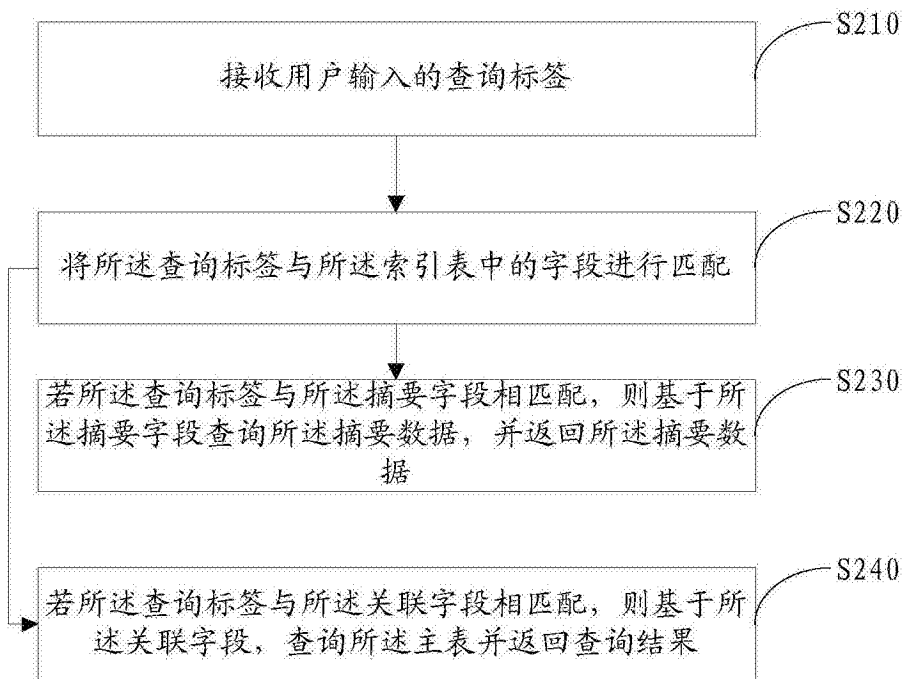 S210
接收用户输入的查询标签
S220
将所述查询标签与所述索引表中的字段进行匹配
S230
若所述查询标签与所述摘要字段相匹配，则基于所
述摘要字段查询所述摘要数据，并返回所述摘要数
据
S240
若所述查询标签与所述关联字段相匹配，则基于所
述关联字段，查询所述主表并返回查询结果